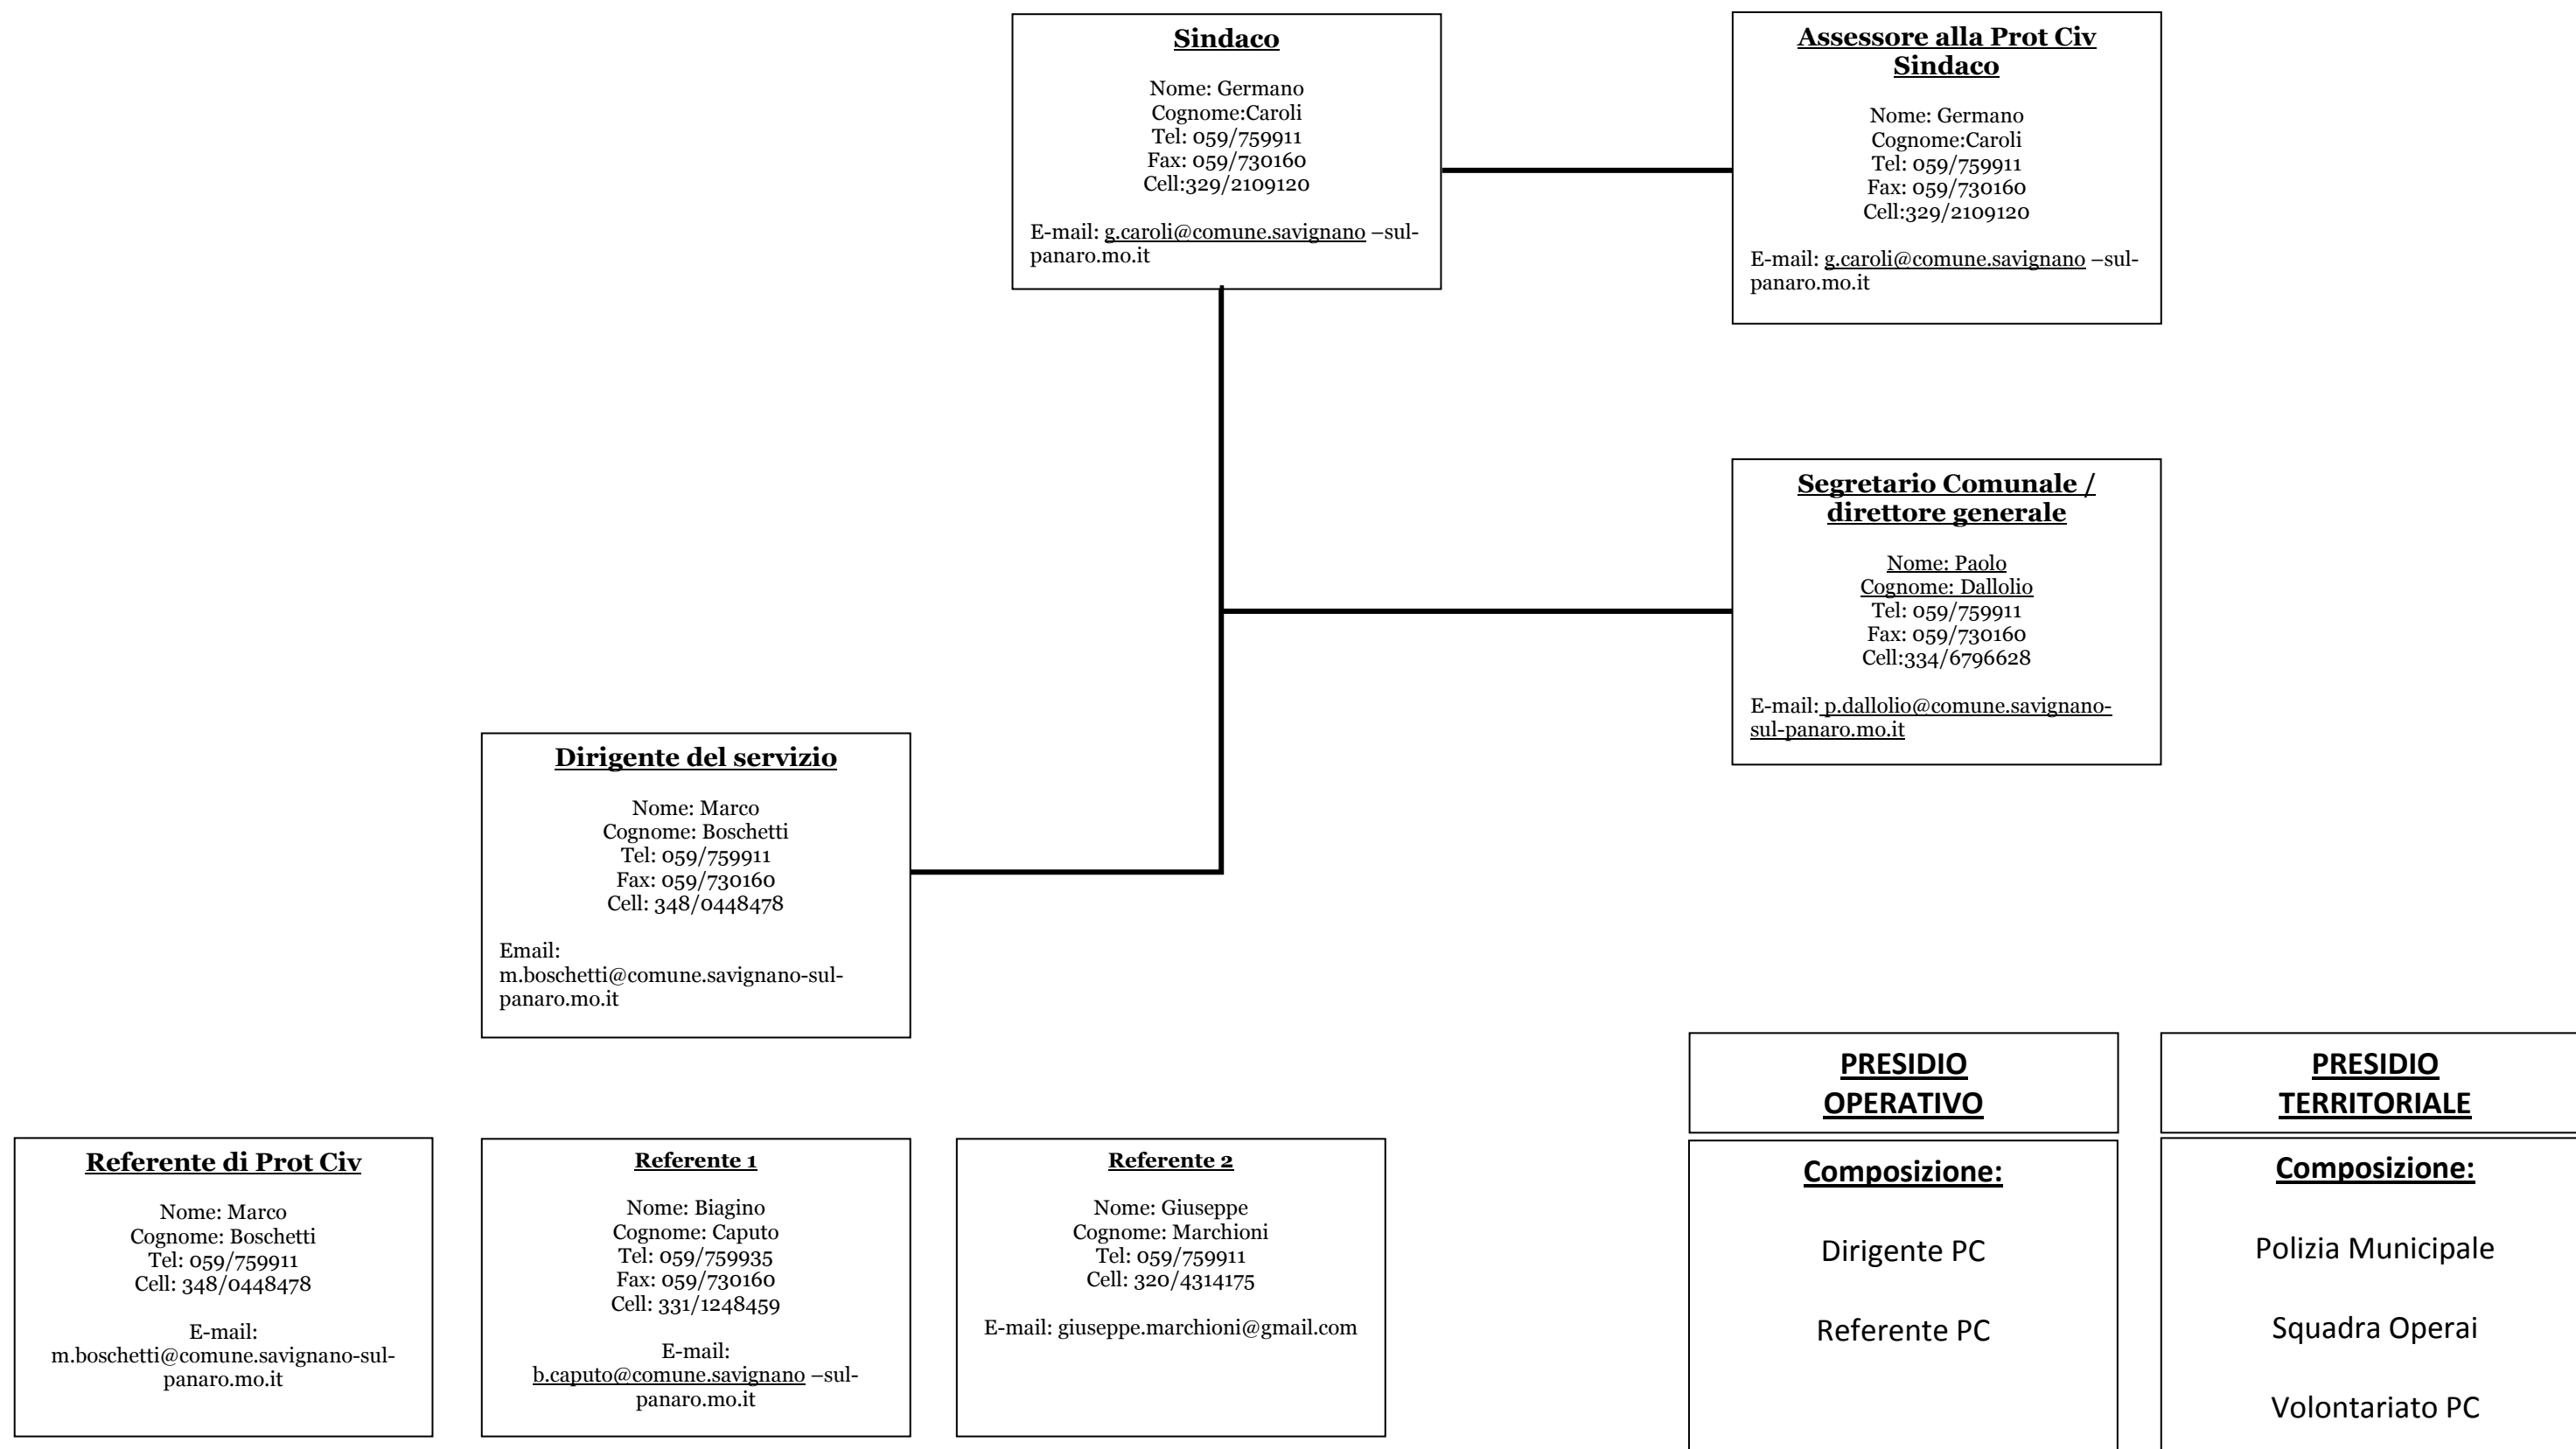 Sindaco
Nome: Germano
Cognome:Caroli
Tel: 059/759911
Fax: 059/730160
Cell:329/2109120
E-mail: g.caroli@comune.savignano –sul-
panaro.mo.it
Assessore alla Prot Civ
Sindaco
Nome: Germano
Cognome:Caroli
Tel: 059/759911
Fax: 059/730160
Cell:329/2109120
E-mail: g.caroli@comune.savignano –sul-
panaro.mo.it
Segretario Comunale /
direttore generale
Nome: Paolo
Cognome: Dallolio
Tel: 059/759911
Fax: 059/730160
Cell:334/6796628
E-mail: p.dallolio@comune.savignano-
sul-panaro.mo.it
Dirigente del servizio
Nome: Marco
Cognome: Boschetti
Tel: 059/759911
Fax: 059/730160
Cell: 348/0448478
Email:
m.boschetti@comune.savignano-sul-
panaro.mo.it
Referente di Prot Civ
Nome: Marco
Cognome: Boschetti
Tel: 059/759911
Cell: 348/0448478
E-mail:
m.boschetti@comune.savignano-sul-
panaro.mo.it
Referente 1
Nome: Biagino
Cognome: Caputo
Tel: 059/759935
Fax: 059/730160
Cell: 331/1248459
E-mail:
b.caputo@comune.savignano –sul-
panaro.mo.it
Referente 2
Nome: Giuseppe
Cognome: Marchioni
Tel: 059/759911
Cell: 320/4314175
E-mail: giuseppe.marchioni@gmail.com
PRESIDIO
OPERATIVO
Composizione:
Dirigente PC
Referente PC
PRESIDIO
TERRITORIALE
Composizione:
Polizia Municipale
Squadra Operai
Volontariato PC